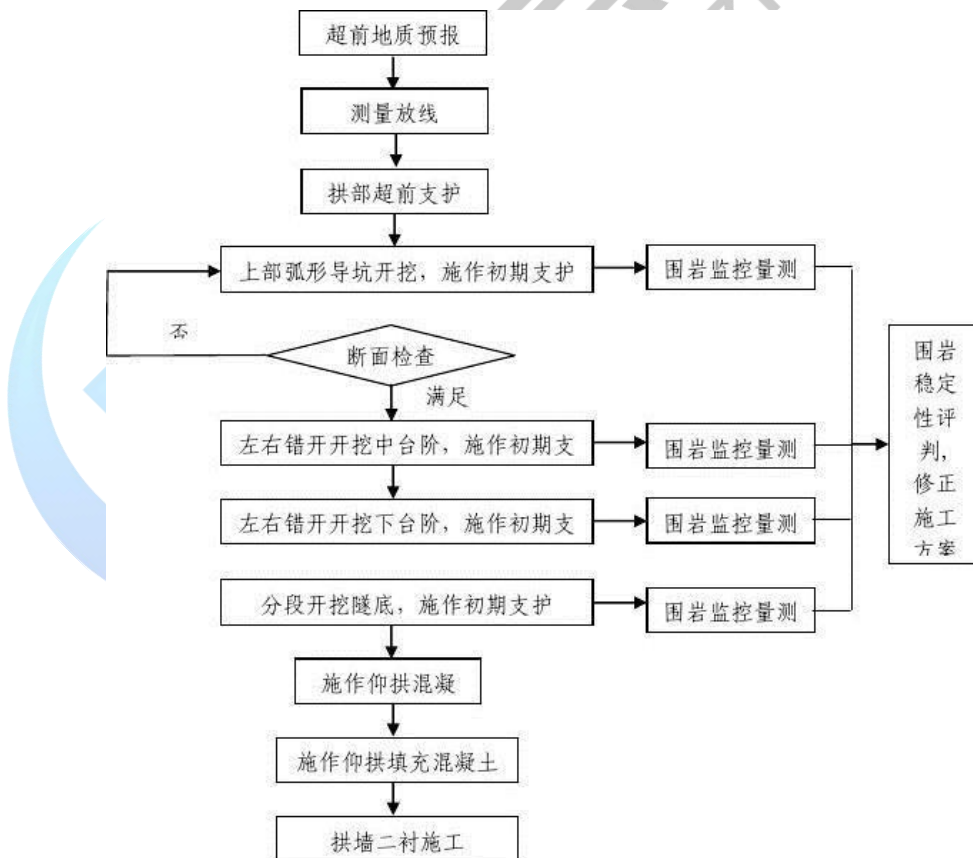 超前地质预报
测量放线
拱部超前支护
上部弧形导坑开挖，施作初期支护
围岩监控量测
否
断面检查
满足
左右错开开挖中台阶，施作初期支
围岩监控量测
左右错开开挖下台阶，施作初期支
围岩监控量测
分段开挖隧底，施作初期支护
围岩监控量测
围岩
稳定
性评
判，
修正
施工
方案
施作仰拱混凝
施作仰拱填充混凝土
拱墙二衬施工